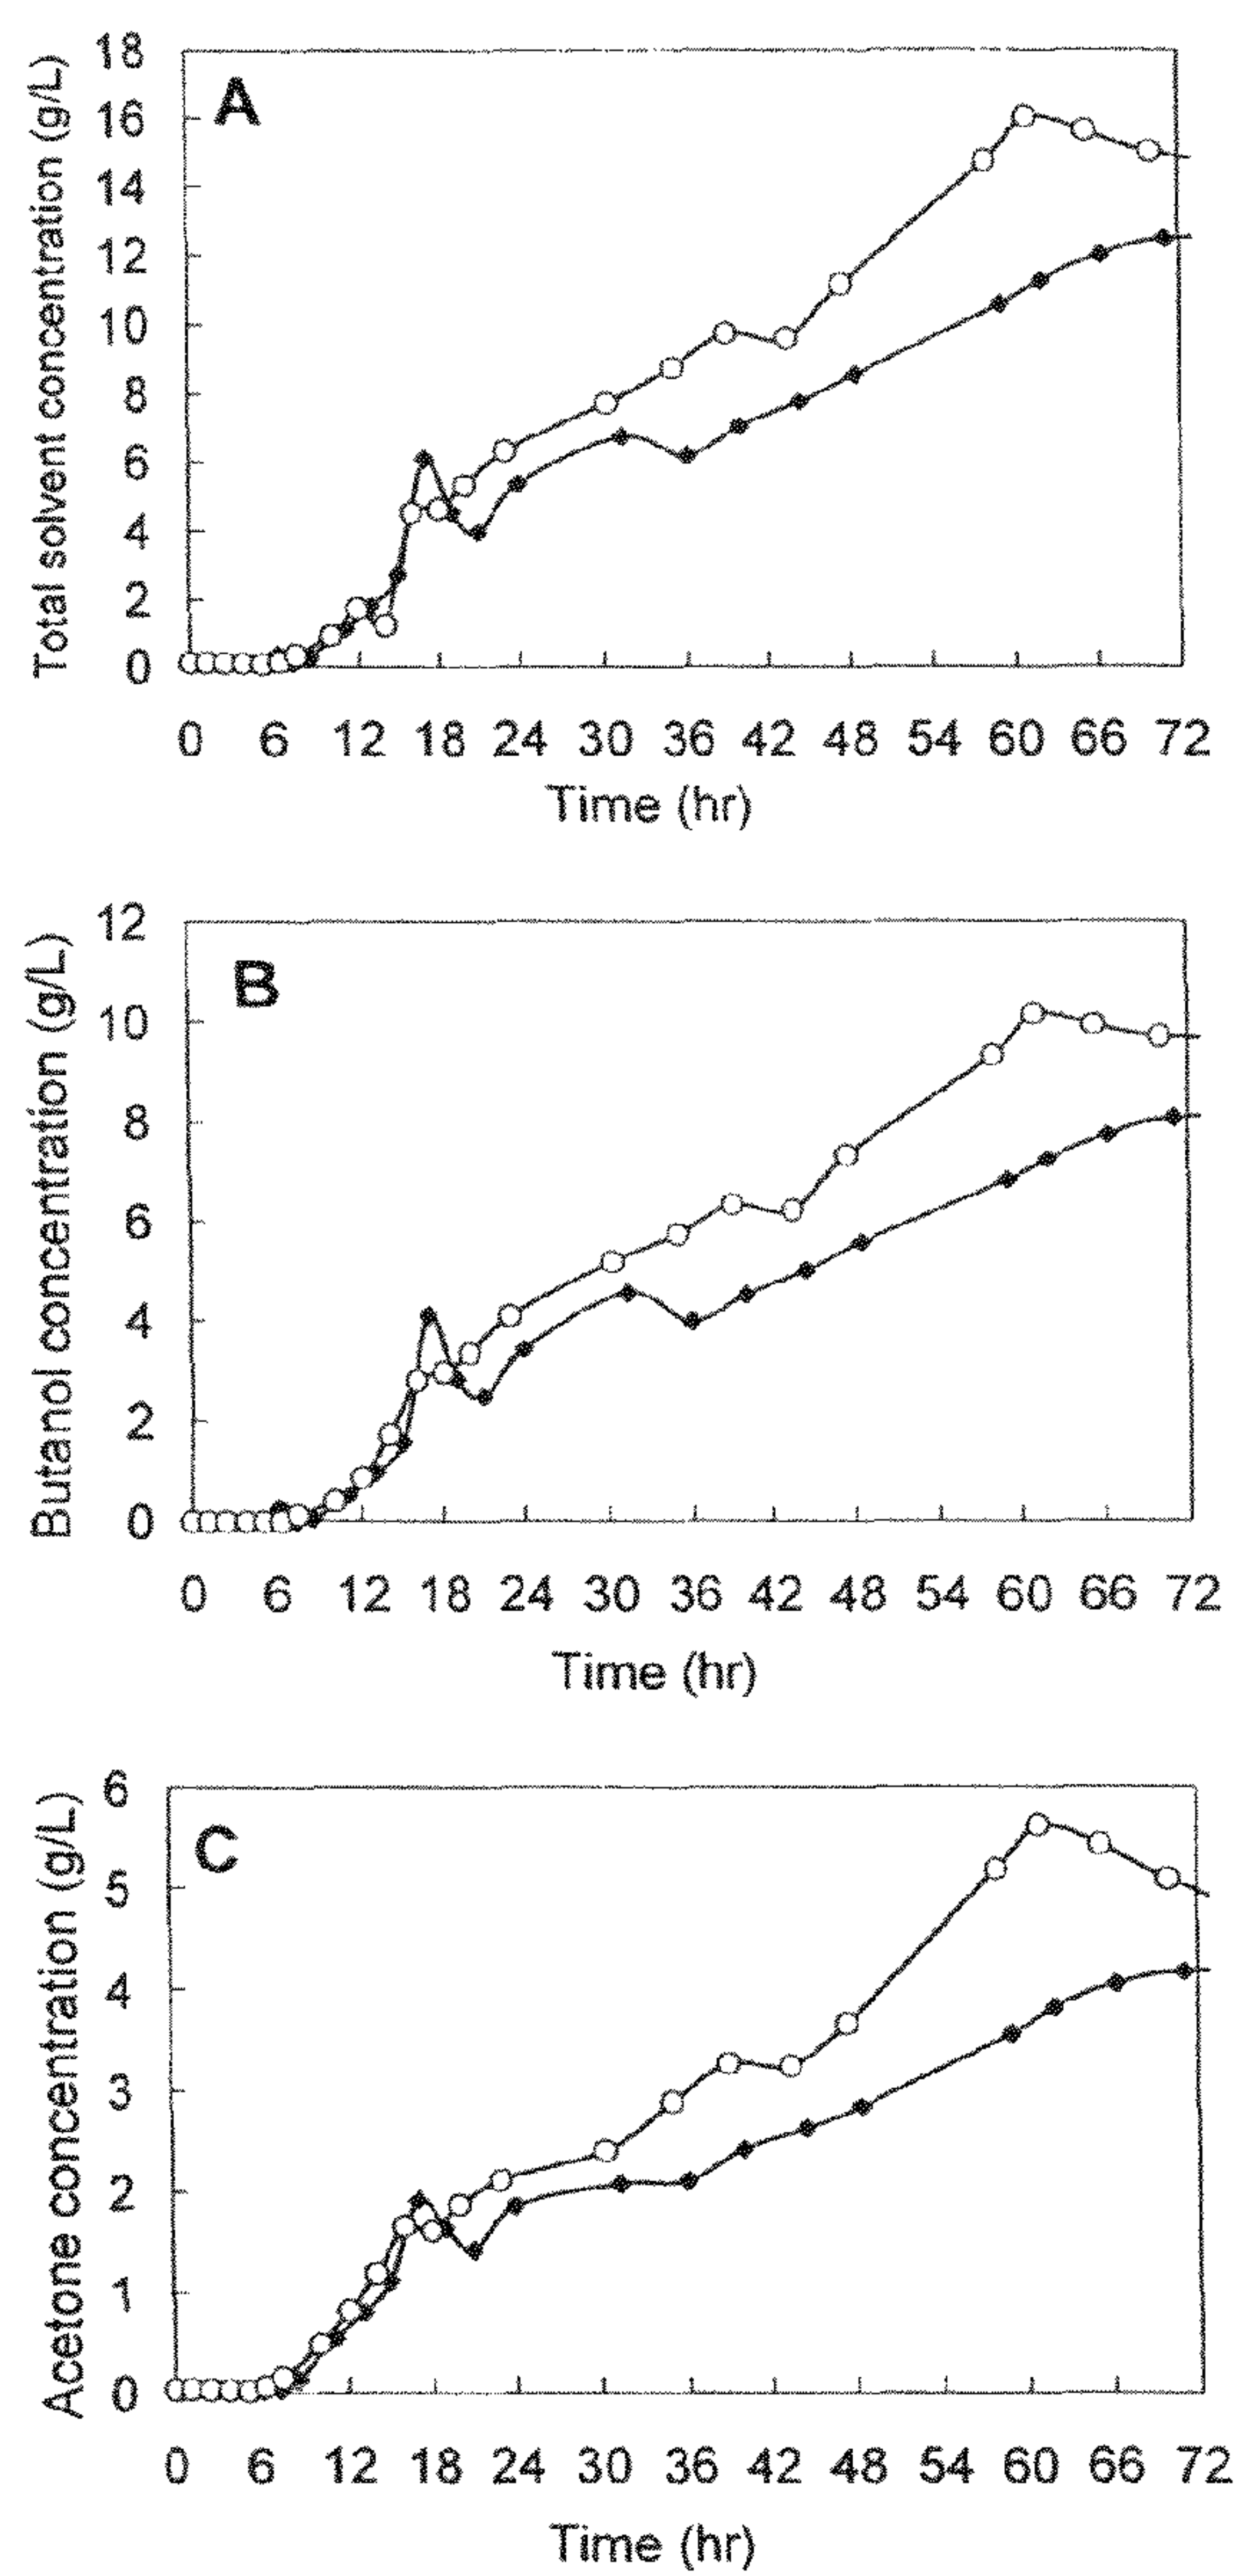 A
Total solvent concentration (g/L)
18
16
14
12
10
8
6
4
2
0
0 6 12 18 24 30 36 42 48 54 60 66 72
Time (hr)
B
Butanol concentration (g/L)
12
10
8
6
4
2
0
0 6 12 18 24 30 36 42 48 54 60 66 72
Time (hr)
C
Acetone concentration (g/L)
6
5
4
3
2
1
0
0 6 12 18 24 30 36 42 48 54 60 66 72
Time (hr)